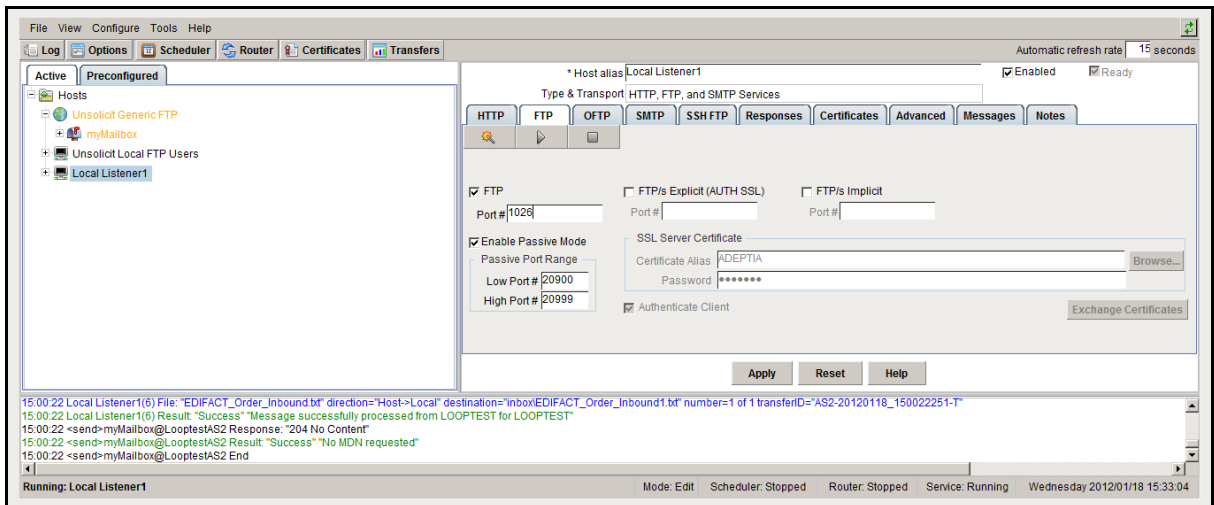 File View Configure Tools Help
Log Options Scheduler Router Certificates Transfers Automatic refresh rate 15 seconds
Active Preconfigured
Hosts
Unsolicit Generic FTP
myMailbox
Unsolicit Local FTP Users
Local Listener1
* Host alias Local Listener1 Enabled Ready
Type & Transport HTTP, FTP, and SMTP Services
HTTP FTP OFTP SMTP SSH FTP Responses Certificates Advanced Messages Notes
FTP FTP/s Explicit (AUTH SSL) FTP/s Implicit
Port # 1026 Port # Port #
Enable Passive Mode SSL Server Certificate
Passive Port Range Certificate Alias ADEPTIA Browse...
Low Port # 20900 Password •••••••
High Port # 20999 Authenticate Client Exchange Certificates
Apply Reset Help
15:00:22 Local Listener1(6) File: "EDIFACT_Order_Inbound.txt" direction="Host->Local" destination="inbox\EDIFACT_Order_Inbound1.txt" number=1 of 1 transferID="AS2-20120118_150022251-T"
15:00:22 Local Listener1(6) Result: "Success" "Message successfully processed from LOOPTEST for LOOPTEST"
15:00:22 <send>myMailbox@LooptestAS2 Response: "204 No Content"
15:00:22 <send>myMailbox@LooptestAS2 Result: "Success" "No MDN requested"
15:00:22 <send>myMailbox@LooptestAS2 End
Running: Local Listener1 Mode: Edit Scheduler: Stopped Router: Stopped Service: Running Wednesday 2012/01/18 15:33:04